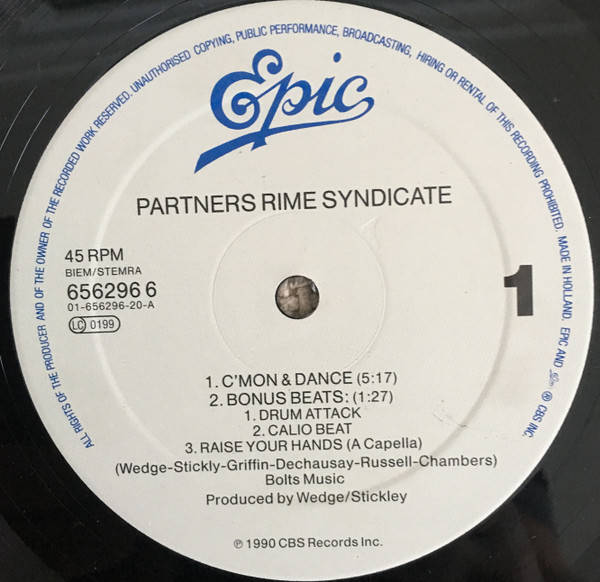 ALL RIGHTS OF THE PRODUCER AND OF THE OWNER OF THE RECORDED WORK RESERVED. UNAUTHORISED COPYING, PUBLIC PERFORMANCE, BROADCASTING, HIRING OR RENTAL OF THIS RECORDING PROHIBITED. MADE IN HOLLAND. EPIC AND ® CBS INC.
Epic
PARTNERS RIME SYNDICATE
45 RPM
BIEM/STEMRA
656296 6
01-656296-20-A
LC 0199
1
1. C'MON & DANCE (5:17)
2. BONUS BEATS: (1:27)
1. DRUM ATTACK
2. CALIO BEAT
3. RAISE YOUR HANDS (A Capella)
(Wedge-Stickly-Griffin-Dechausay-Russell-Chambers)
Bolts Music
Produced by Wedge/Stickley
℗ 1990 CBS Records Inc.